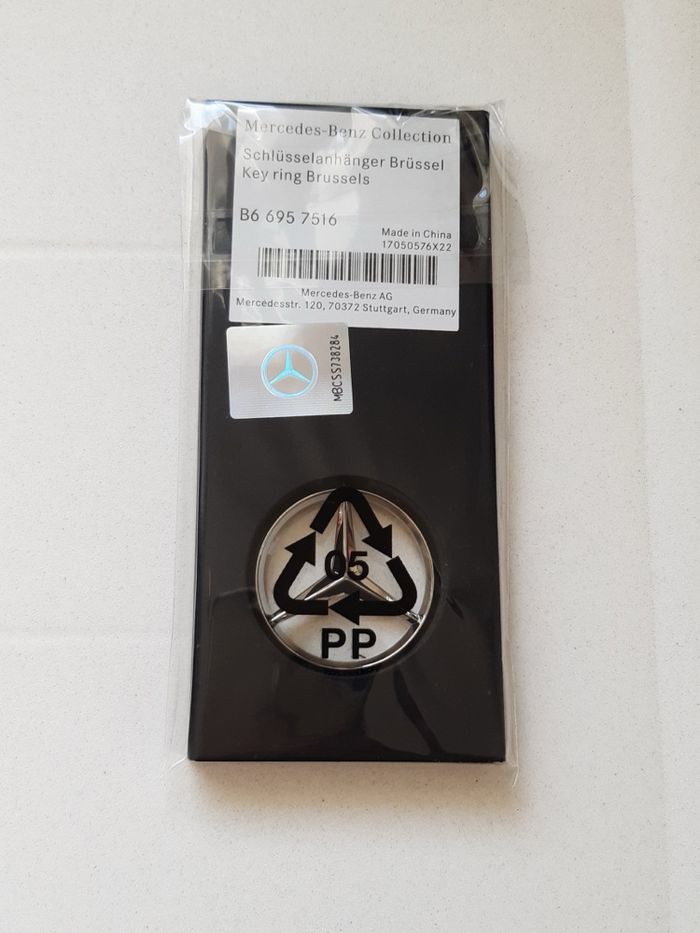 Mercedes-Benz Collection
Schlüsselanhänger Brüssel
Key ring Brussels
B6 695 7516
Made in China
17050576X22
Mercedes-Benz AG
Mercedesstr. 120, 70372 Stuttgart, Germany
MBCSS738284
05
PP